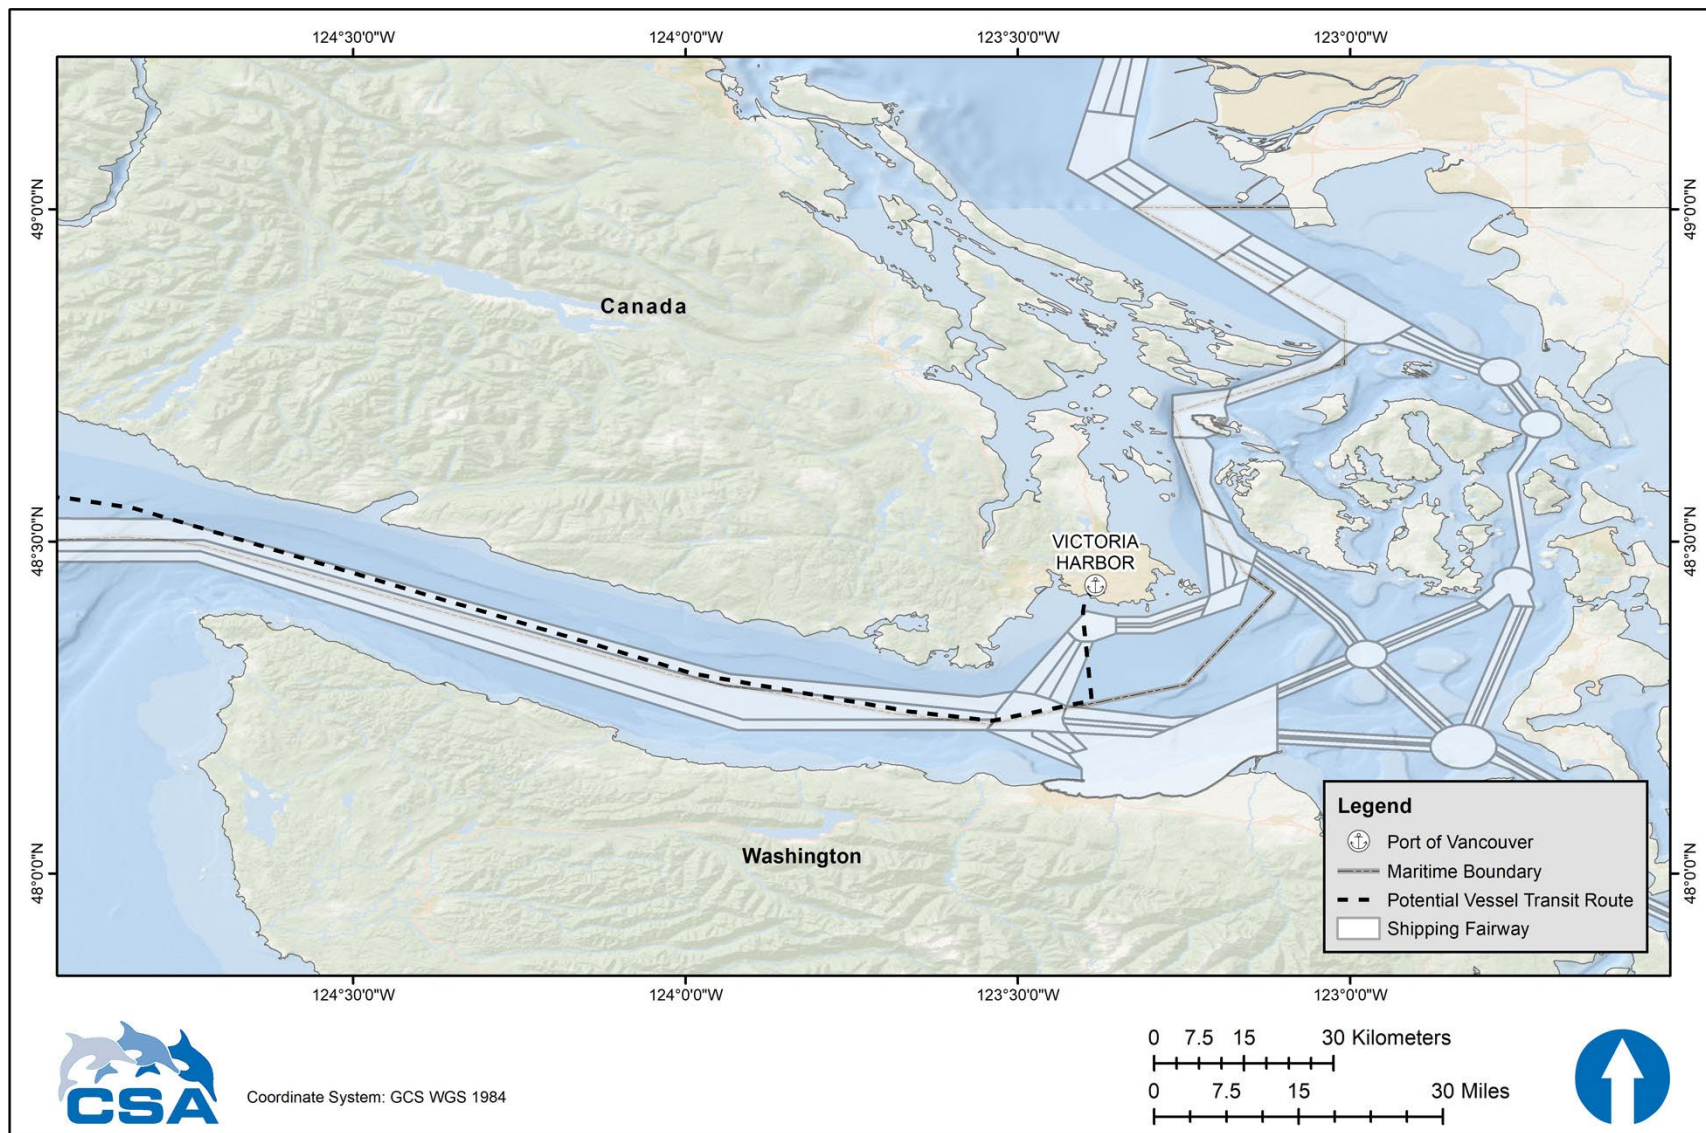 124°30'0"W 124°0'0"W 123°30'0"W 123°0'0"W
49°0'0"N 49°0'0"N
Canada
48°30'0"N 48°30'0"N
VICTORIA
HARBOR
Legend
Port of Vancouver
Maritime Boundary
Potential Vessel Transit Route
Shipping Fairway
Washington
48°0'0"N 48°0'0"N
124°30'0"W 124°0'0"W 123°30'0"W 123°0'0"W
CSA
Coordinate System: GCS WGS 1984
0 7.5 15 30 Kilometers
0 7.5 15 30 Miles